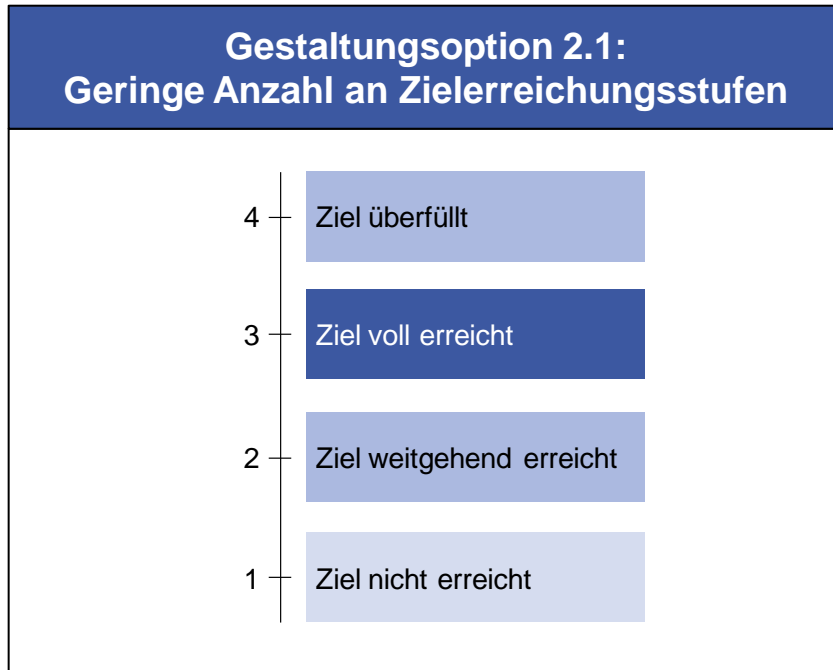 Gestaltungsoption 2.1:
Geringe Anzahl an Zielerreichungsstufen
4 Ziel überfüllt
3 Ziel voll erreicht
2 Ziel weitgehend erreicht
1 Ziel nicht erreicht